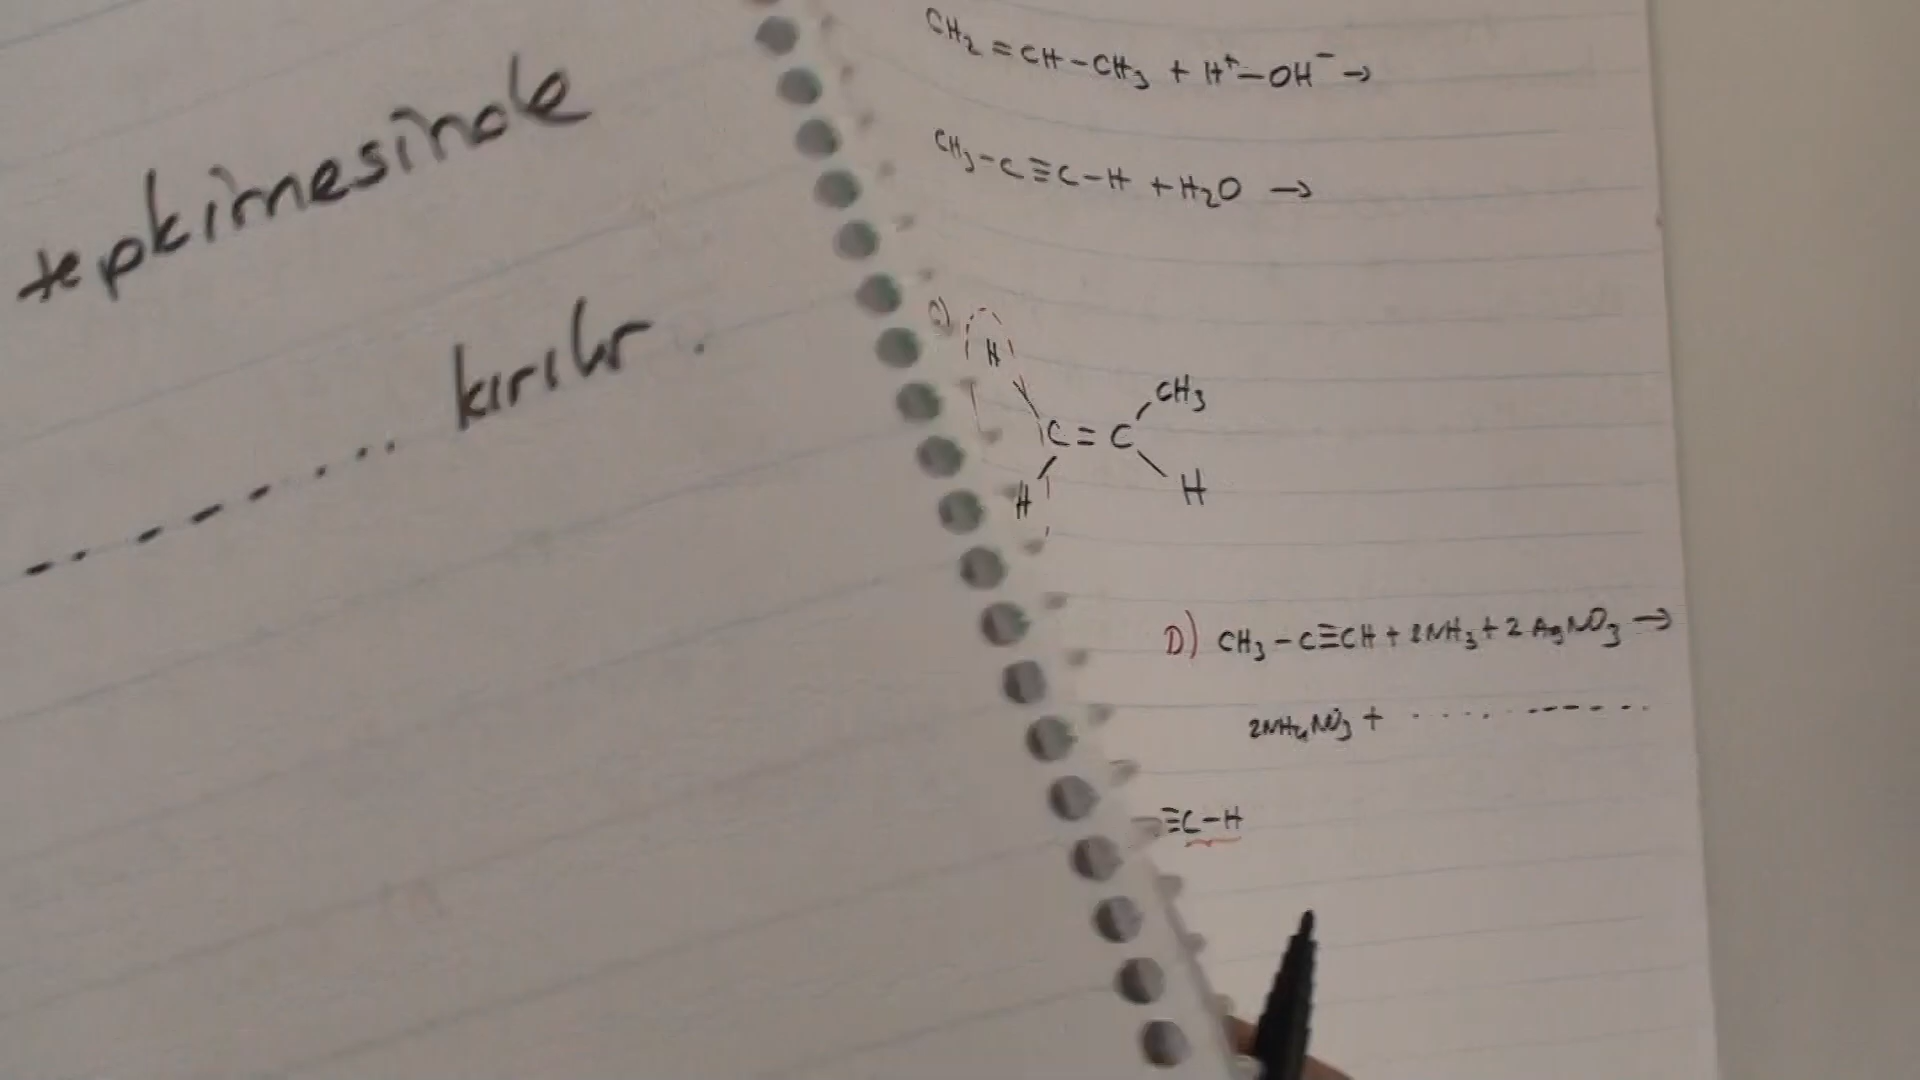 tepkimesinde
......... kırılır.
CH₂=CH-CH₃ + H⁺-OH⁻ →
CH₃-C≡C-H + H₂O →
C)
H
CH₃
C=C
H
H
D) CH₃-C≡CH + 2NH₃ + 2AgNO₃ →
2NH₄NO₃ + .............
≡C-H